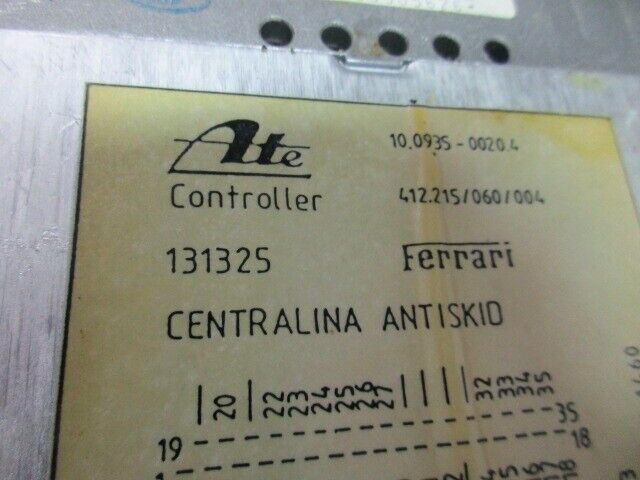 Ate 10.0935-0020.4
Controller 412.215/060/004
131325 Ferrari
CENTRALINA ANTISKID
20 22 23 24 25 26 27 32 33 34 35
19 35
18